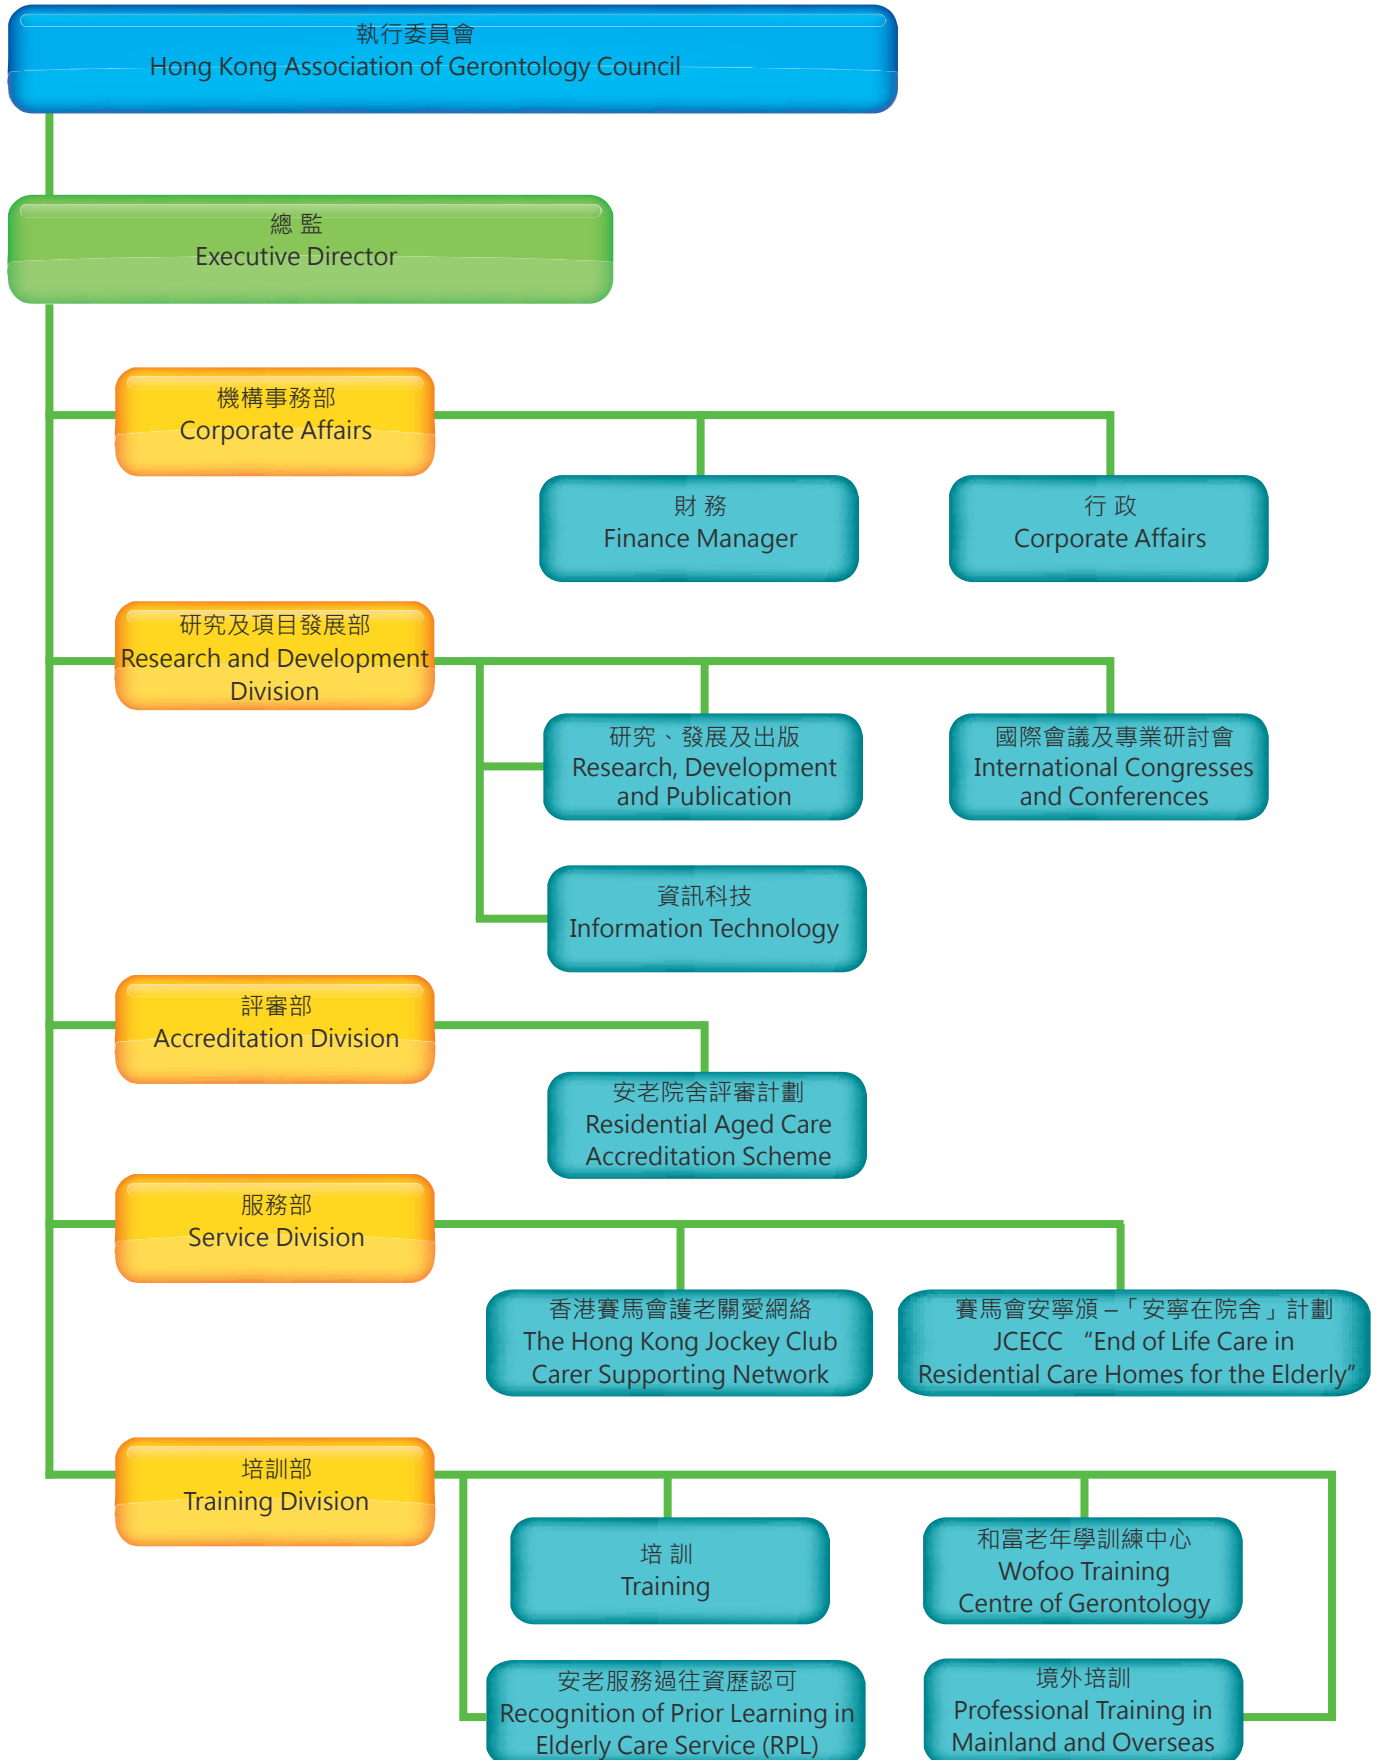 執行委員會
Hong Kong Association of Gerontology Council
總 監
Executive Director
機構事務部
Corporate Affairs
財 務
Finance Manager
行 政
Corporate Affairs
研究及項目發展部
Research and Development
Division
研究、發展及出版
Research, Development
and Publication
國際會議及專業研討會
International Congresses
and Conferences
資訊科技
Information Technology
評審部
Accreditation Division
安老院舍評審計劃
Residential Aged Care
Accreditation Scheme
服務部
Service Division
香港賽馬會護老關愛網絡
The Hong Kong Jockey Club
Carer Supporting Network
賽馬會安寧頌 –「安寧在院舍」計劃
JCECC “End of Life Care in
Residential Care Homes for the Elderly”
培訓部
Training Division
培 訓
Training
和富老年學訓練中心
Wofoo Training
Centre of Gerontology
安老服務過往資歷認可
Recognition of Prior Learning in
Elderly Care Service (RPL)
境外培訓
Professional Training in
Mainland and Overseas